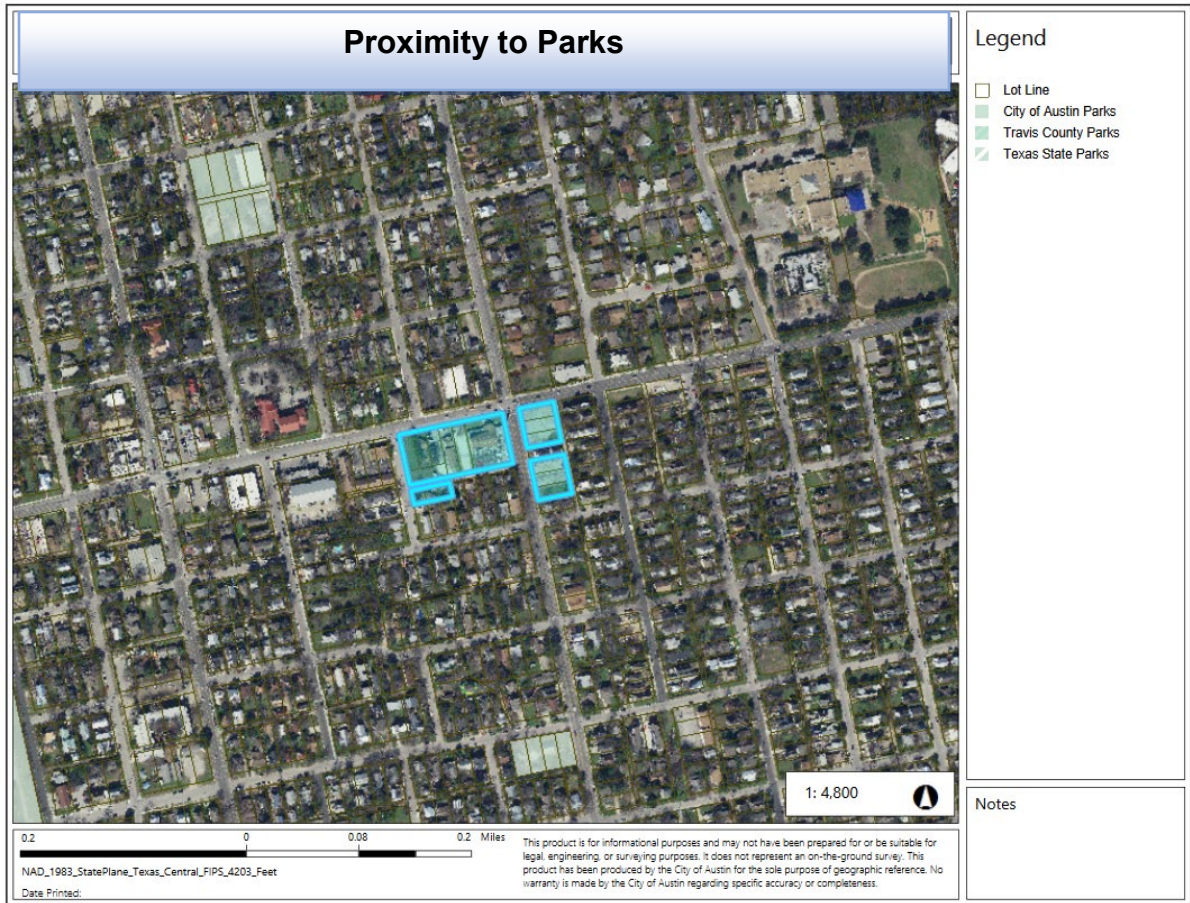 Proximity to Parks
Legend
Lot Line
City of Austin Parks
Travis County Parks
Texas State Parks
1: 4,800
Notes
0.2 0 0.08 0.2 Miles
NAD_1983_StatePlane_Texas_Central_FIPS_4203_Feet
Date Printed:
This product is for informational purposes and may not have been prepared for or be suitable for
legal, engineering, or surveying purposes. It does not represent an on-the-ground survey. This
product has been produced by the City of Austin for the sole purpose of geographic reference. No
warranty is made by the City of Austin regarding specific accuracy or completeness.